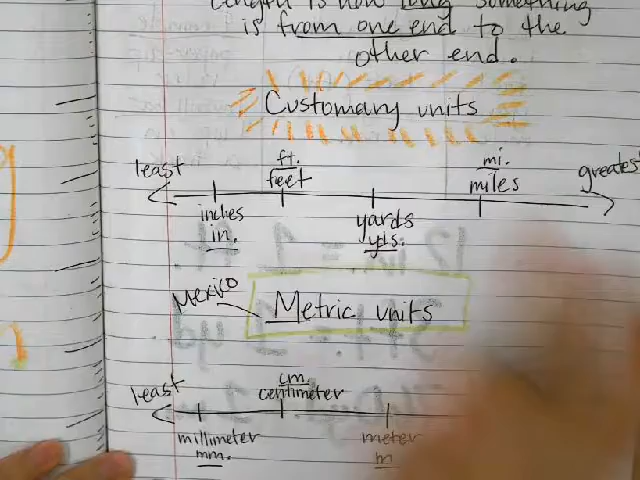 Length is how long something
is from one end to the
other end.
Customary units
least
ft.
feet
mi.
miles
greatest
inches
in.
yards
yds.
Mexico
Metric units
least
cm.
centimeter
millimeter
mm.
meter
m